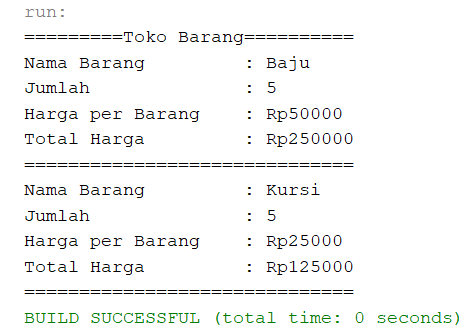 run:
=========Toko Barang==========
Nama Barang         : Baju
Jumlah              : 5
Harga per Barang    : Rp50000
Total Harga         : Rp250000
==============================
Nama Barang         : Kursi
Jumlah              : 5
Harga per Barang    : Rp25000
Total Harga         : Rp125000
==============================
BUILD SUCCESSFUL (total time: 0 seconds)